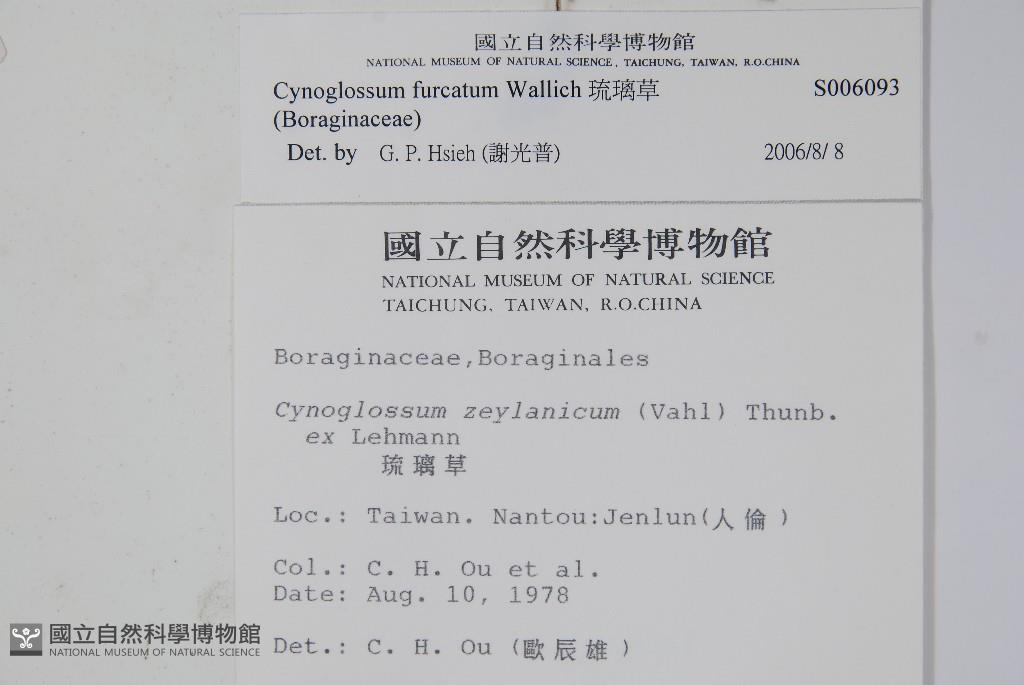 國立自然科學博物館
NATIONAL MUSEUM OF NATURAL SCIENCE, TAICHUNG, TAIWAN, R.O.CHINA
Cynoglossum furcatum Wallich 琉璃草 S006093
(Boraginaceae)
Det. by G. P. Hsieh (謝光普) 2006/8/ 8
國立自然科學博物館
NATIONAL MUSEUM OF NATURAL SCIENCE
TAICHUNG, TAIWAN, R.O.CHINA
Boraginaceae,Boraginales
Cynoglossum zeylanicum (Vahl) Thunb.
ex Lehmann
琉璃草
Loc.: Taiwan. Nantou:Jenlun(人倫)
Col.: C. H. Ou et al.
Date: Aug. 10, 1978
Det.: C. H. Ou (歐辰雄)
國立自然科學博物館
NATIONAL MUSEUM OF NATURAL SCIENCE